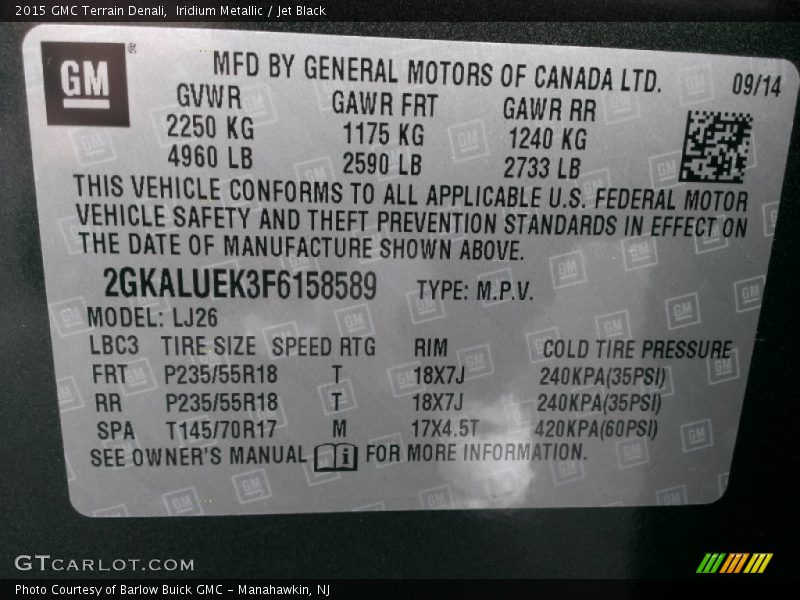 2015 GMC Terrain Denali,  Iridium Metallic / Jet Black
GM ®
MFD BY GENERAL MOTORS OF CANADA LTD. 09/14
GVWR GAWR FRT GAWR RR
2250 KG 1175 KG 1240 KG
4960 LB 2590 LB 2733 LB
THIS VEHICLE CONFORMS TO ALL APPLICABLE U.S. FEDERAL MOTOR
VEHICLE SAFETY AND THEFT PREVENTION STANDARDS IN EFFECT ON
THE DATE OF MANUFACTURE SHOWN ABOVE.
2GKALUEK3F6158589 TYPE: M.P.V.
MODEL: LJ26
LBC3 TIRE SIZE SPEED RTG RIM COLD TIRE PRESSURE
FRT P235/55R18 T 18X7J 240KPA(35PSI)
RR P235/55R18 T 18X7J 240KPA(35PSI)
SPA T145/70R17 M 17X4.5T 420KPA(60PSI)
SEE OWNER'S MANUAL i FOR MORE INFORMATION.
GTCARLOT.COM
Photo Courtesy of Barlow Buick GMC - Manahawkin, NJ